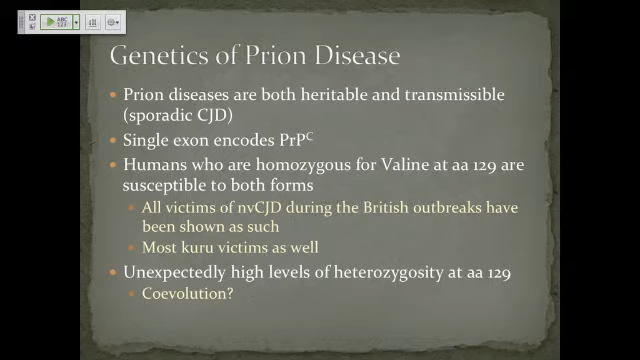 ABC
123
Genetics of Prion Disease
Prion diseases are both heritable and transmissible
(sporadic CJD)
Single exon encodes PrPᶜ
Humans who are homozygous for Valine at aa 129 are
susceptible to both forms
All victims of nvCJD during the British outbreaks have
been shown as such
Most kuru victims as well
Unexpectedly high levels of heterozygosity at aa 129
Coevolution?